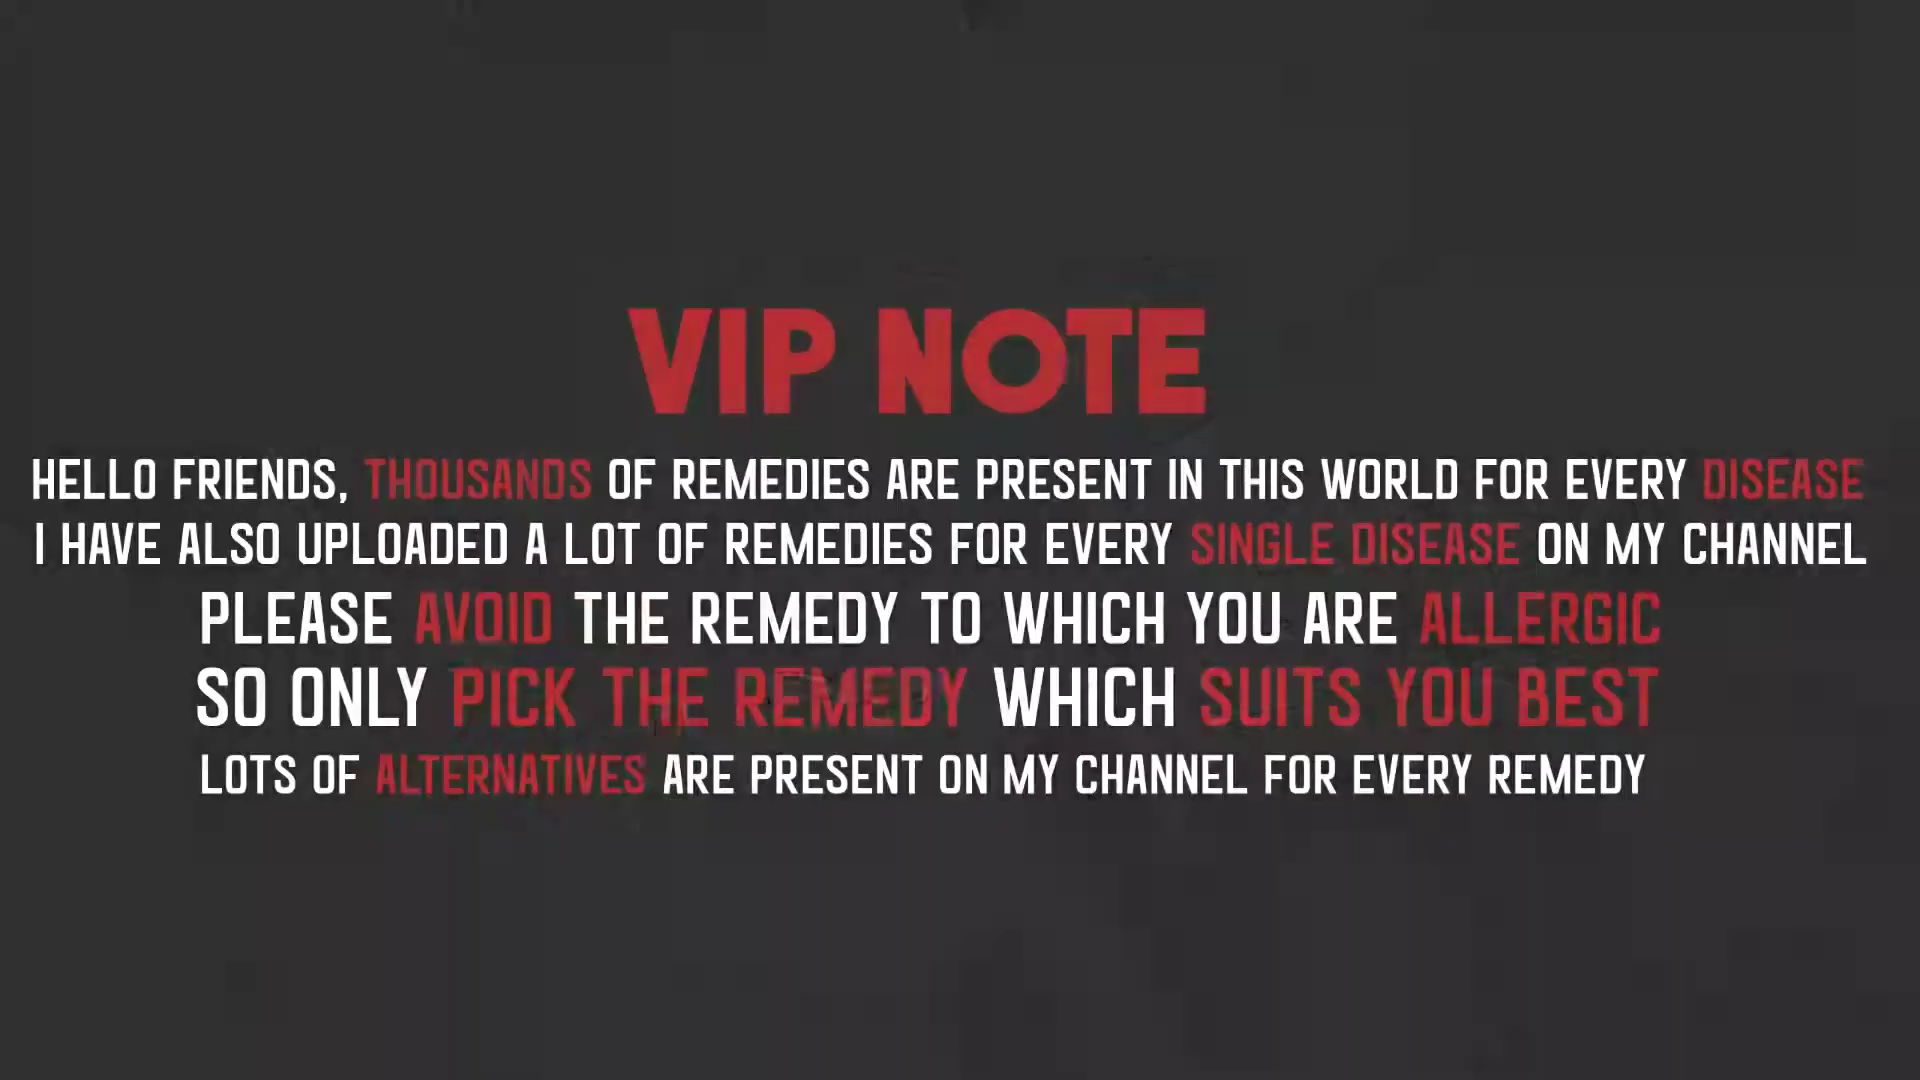 VIP NOTE
HELLO FRIENDS, THOUSANDS OF REMEDIES ARE PRESENT IN THIS WORLD FOR EVERY DISEASE
I HAVE ALSO UPLOADED A LOT OF REMEDIES FOR EVERY SINGLE DISEASE ON MY CHANNEL
PLEASE AVOID THE REMEDY TO WHICH YOU ARE ALLERGIC
SO ONLY PICK THE REMEDY WHICH SUITS YOU BEST
LOTS OF ALTERNATIVES ARE PRESENT ON MY CHANNEL FOR EVERY REMEDY